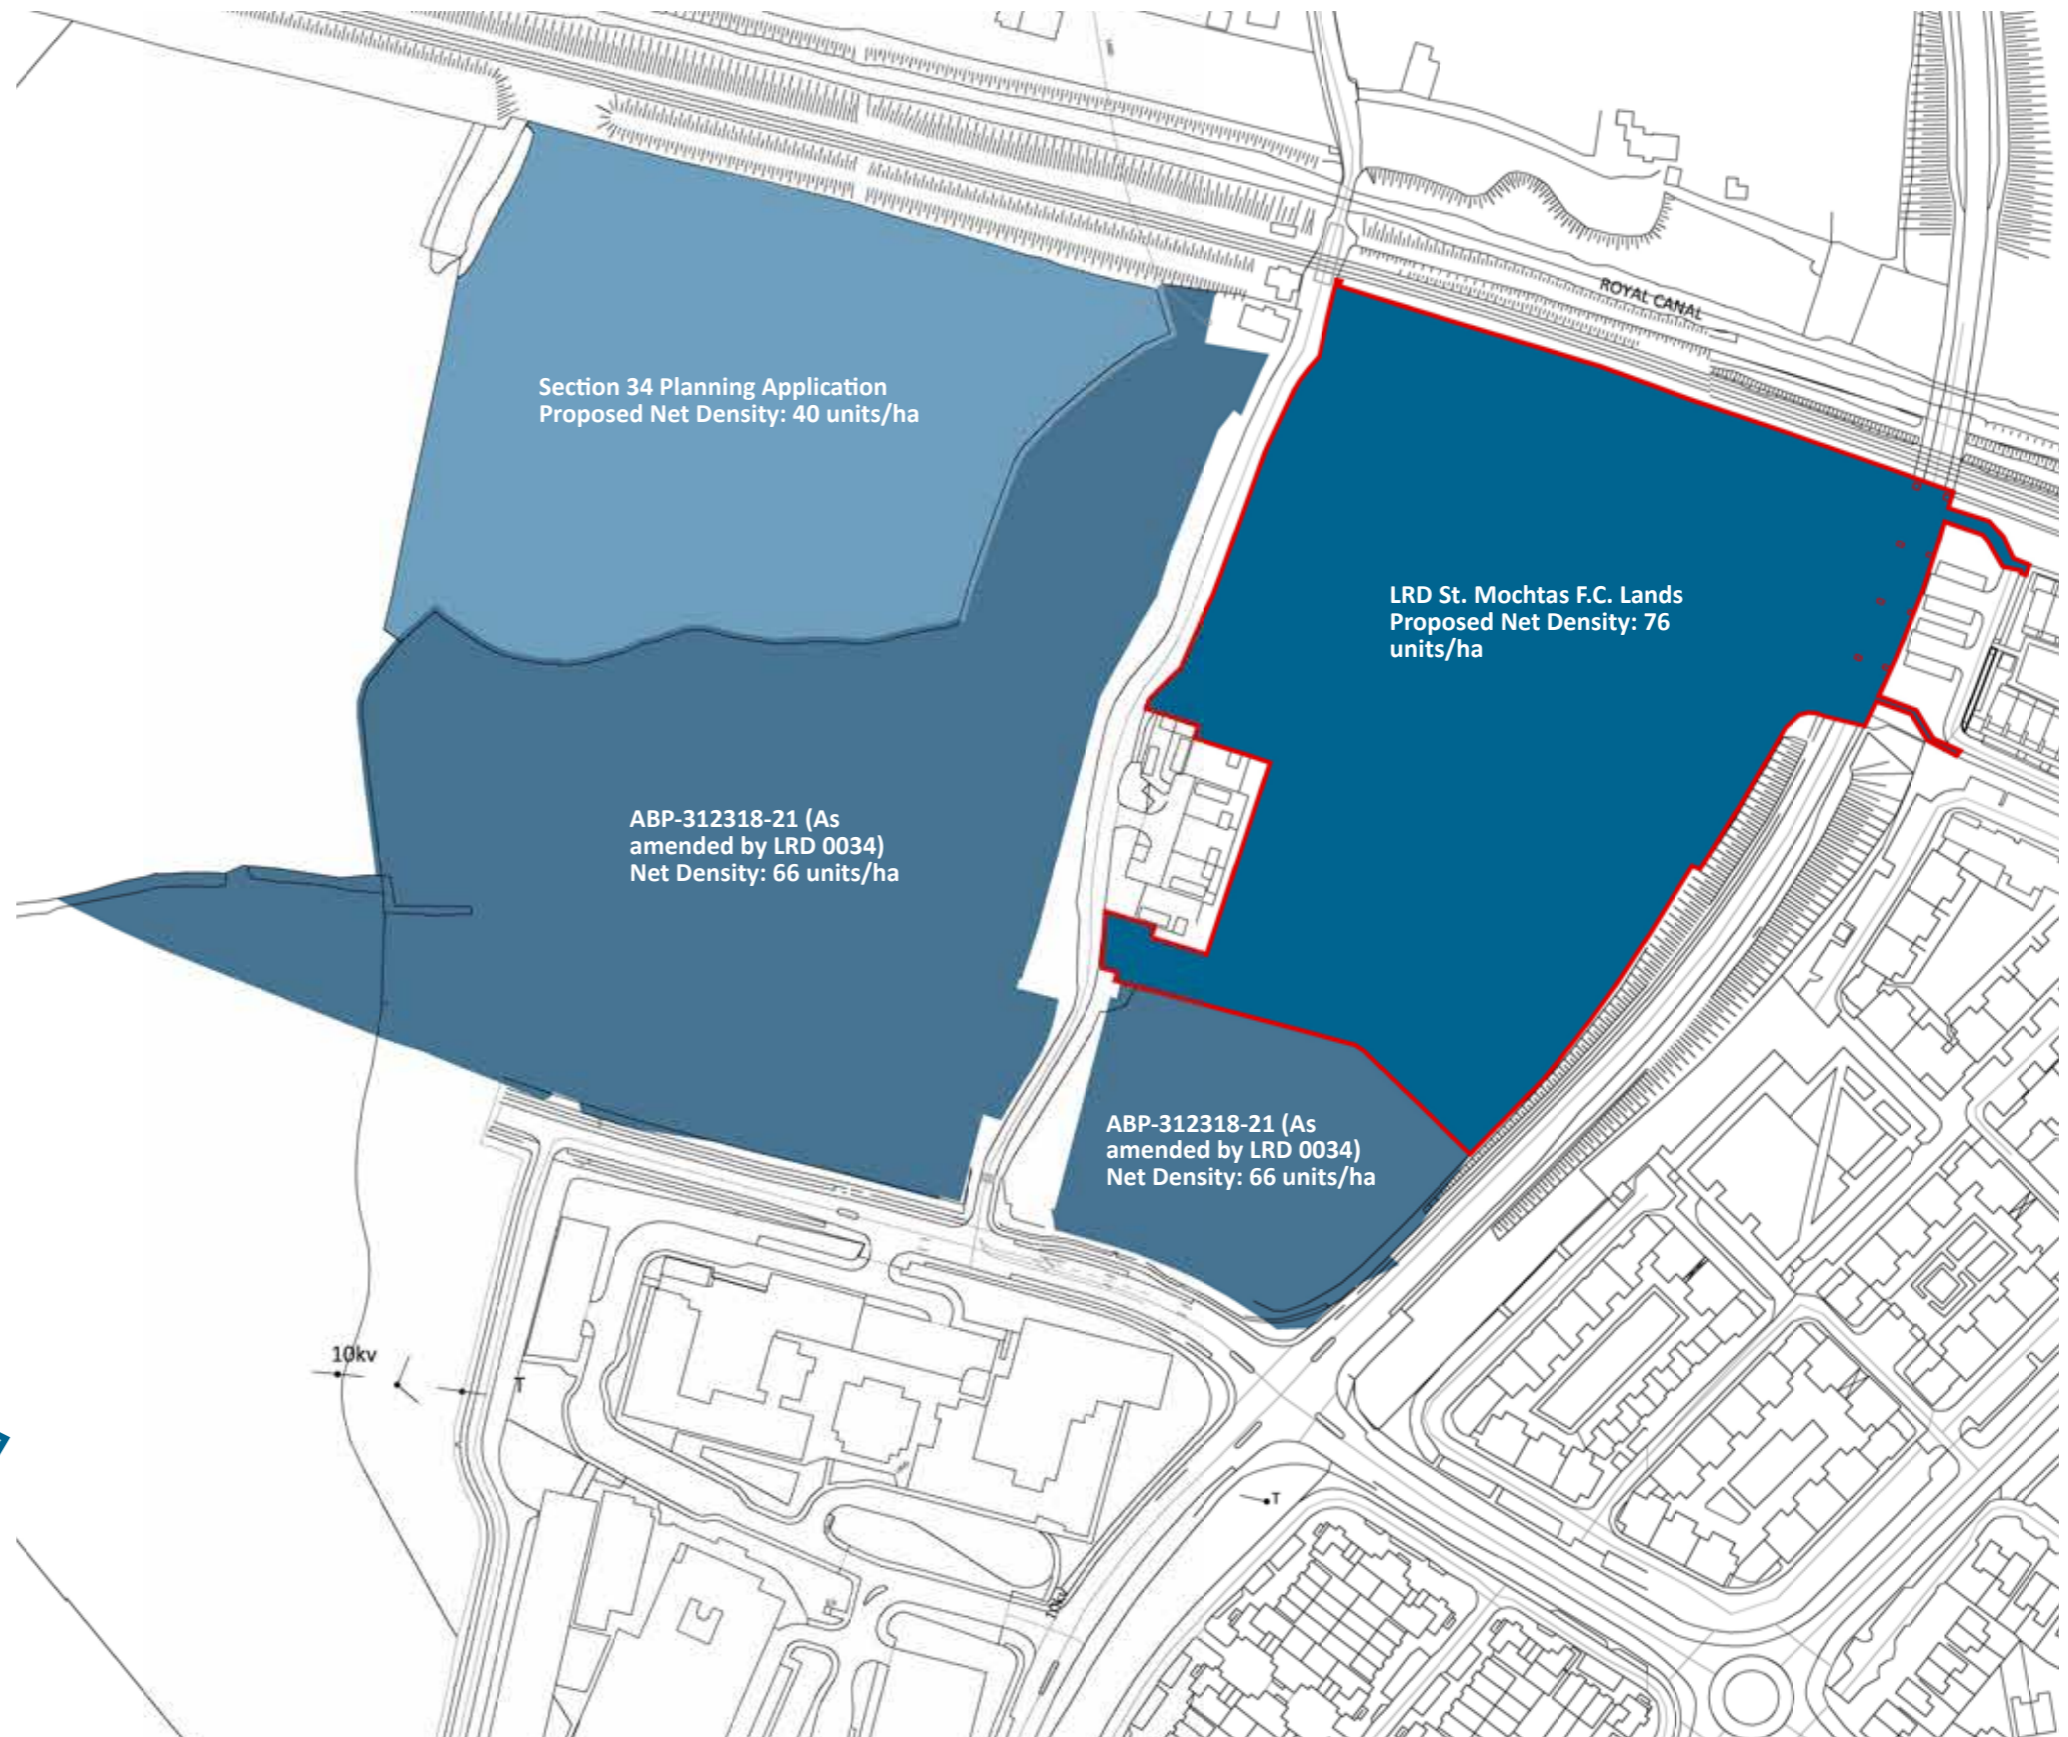 ROYAL CANAL
Section 34 Planning Application
Proposed Net Density: 40 units/ha
LRD St. Mochtas F.C. Lands
Proposed Net Density: 76
units/ha
ABP-312318-21 (As
amended by LRD 0034)
Net Density: 66 units/ha
ABP-312318-21 (As
amended by LRD 0034)
Net Density: 66 units/ha
10kv
T
T
10kv